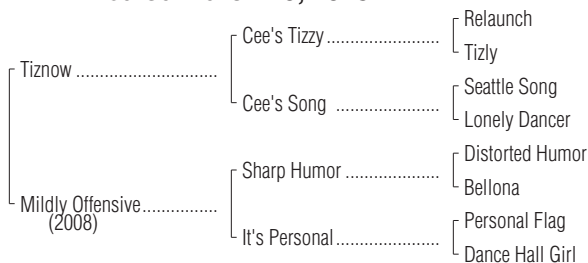 Relaunch
Cee's Tizzy ........................
Tizly
Tiznow ..............................
Seattle Song
Cee's Song ......................
Lonely Dancer
Distorted Humor
Sharp Humor ....................
Bellona
Mildly Offensive................
(2008)
Personal Flag
It's Personal......................
Dance Hall Girl